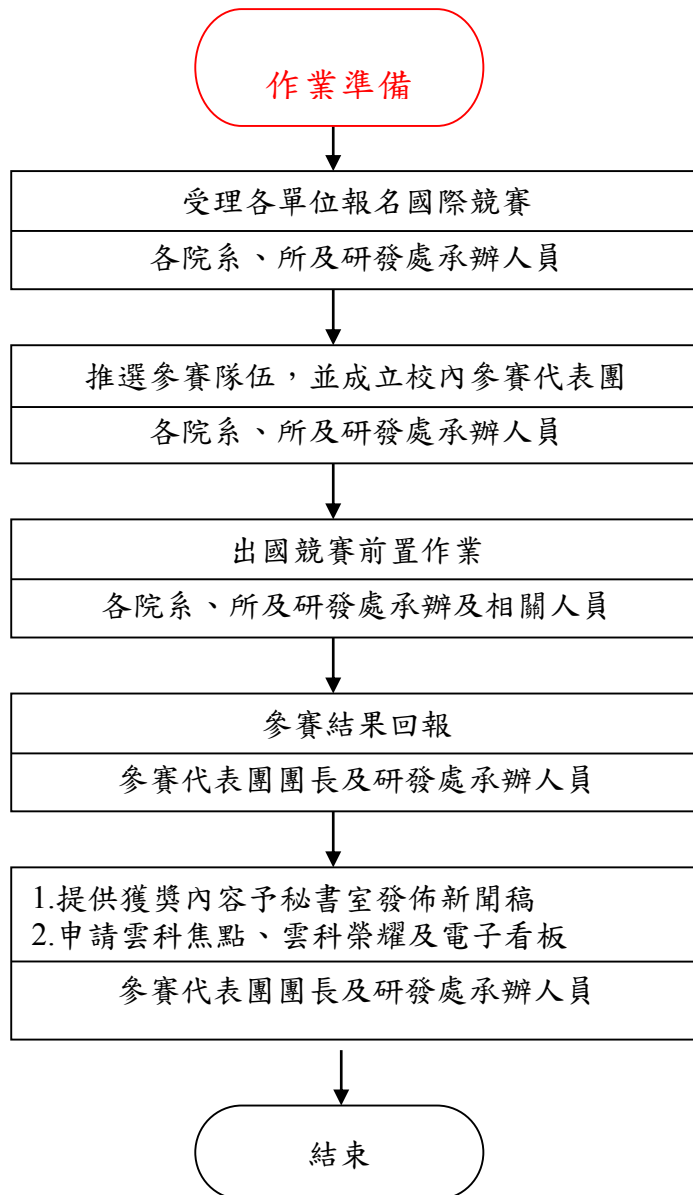 作業準備
受理各單位報名國際競賽
各院系、所及研發處承辦人員
推選參賽隊伍，並成立校內參賽代表團
各院系、所及研發處承辦人員
出國競賽前置作業
各院系、所及研發處承辦及相關人員
參賽結果回報
參賽代表團團長及研發處承辦人員
1.提供獲獎內容予秘書室發佈新聞稿
2.申請雲科焦點、雲科榮耀及電子看板
參賽代表團團長及研發處承辦人員
結束